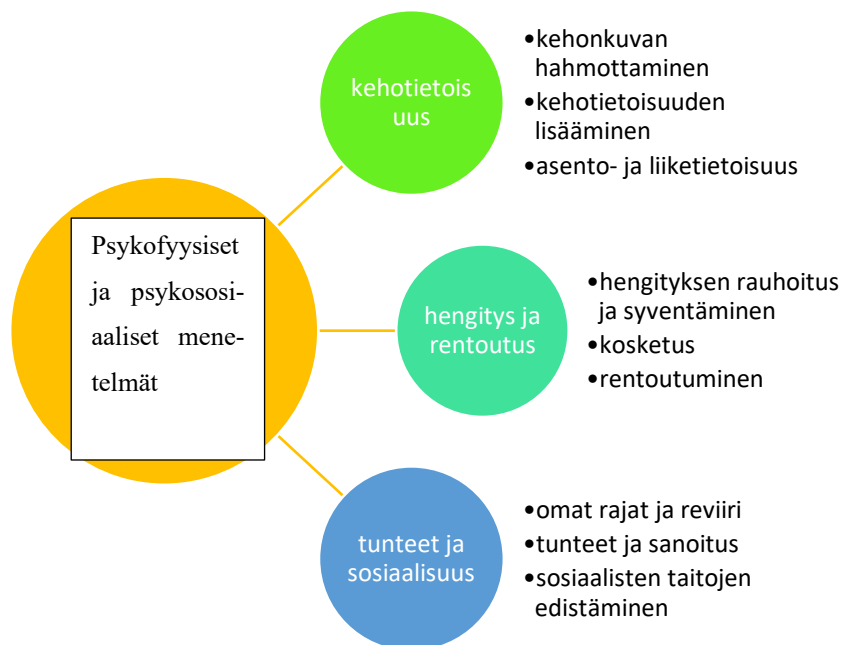 Psykofyysiset
ja psykososi-
aaliset mene-
telmät
kehotietois
uus
•kehonkuvan
hahmottaminen
•kehotietoisuuden
lisääminen
•asento- ja liiketietoisuus
hengitys ja
rentoutus
•hengityksen rauhoitus
ja syventäminen
•kosketus
•rentoutuminen
tunteet ja
sosiaalisuus
•omat rajat ja reviiri
•tunteet ja sanoitus
•sosiaalisten taitojen
edistäminen